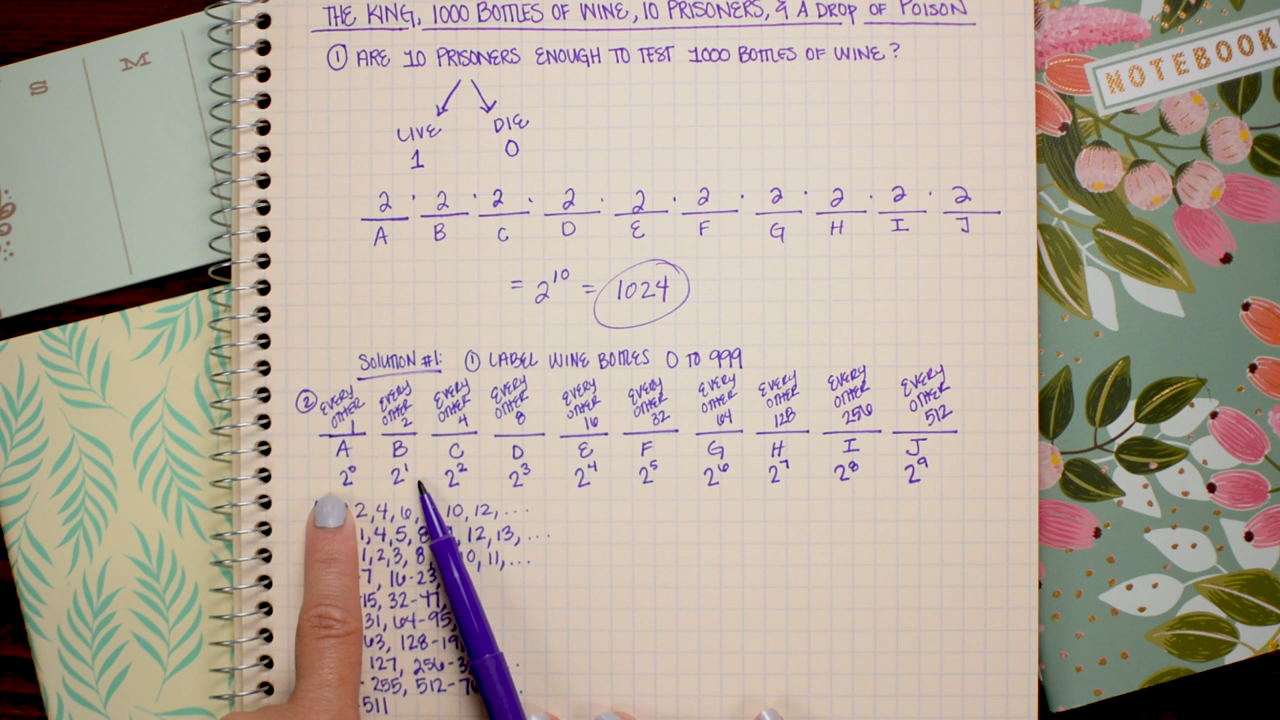 THE KING, 1000 BOTTLES OF WINE, 10 PRISONERS, & A DROP OF POISON
① ARE 10 PRISONERS ENOUGH TO TEST 1000 BOTTLES OF WINE?
LIVE DIE
1 0
2 · 2 · 2 · 2 · 2 · 2 · 2 · 2 · 2 · 2
A B C D E F G H I J
= 2^10 = 1024
SOLUTION #1: ① LABEL WINE BOTTLES 0 TO 999
② EVERY OTHER 1 EVERY OTHER 2 EVERY OTHER 4 EVERY OTHER 8 EVERY OTHER 16 EVERY OTHER 32 EVERY OTHER 64 EVERY OTHER 128 EVERY OTHER 256 EVERY OTHER 512
A B C D E F G H I J
2^0 2^1 2^2 2^3 2^4 2^5 2^6 2^7 2^8 2^9
2, 4, 6, 10, 12, ...
1, 4, 5, 8 12, 13, ...
1, 2, 3, 8 10, 11, ...
7, 16-23,
15, 32-47,
31, 64-95,
63, 128-19
127, 256-3
- 255, 512-7
-511
S M
NOTEBOOK